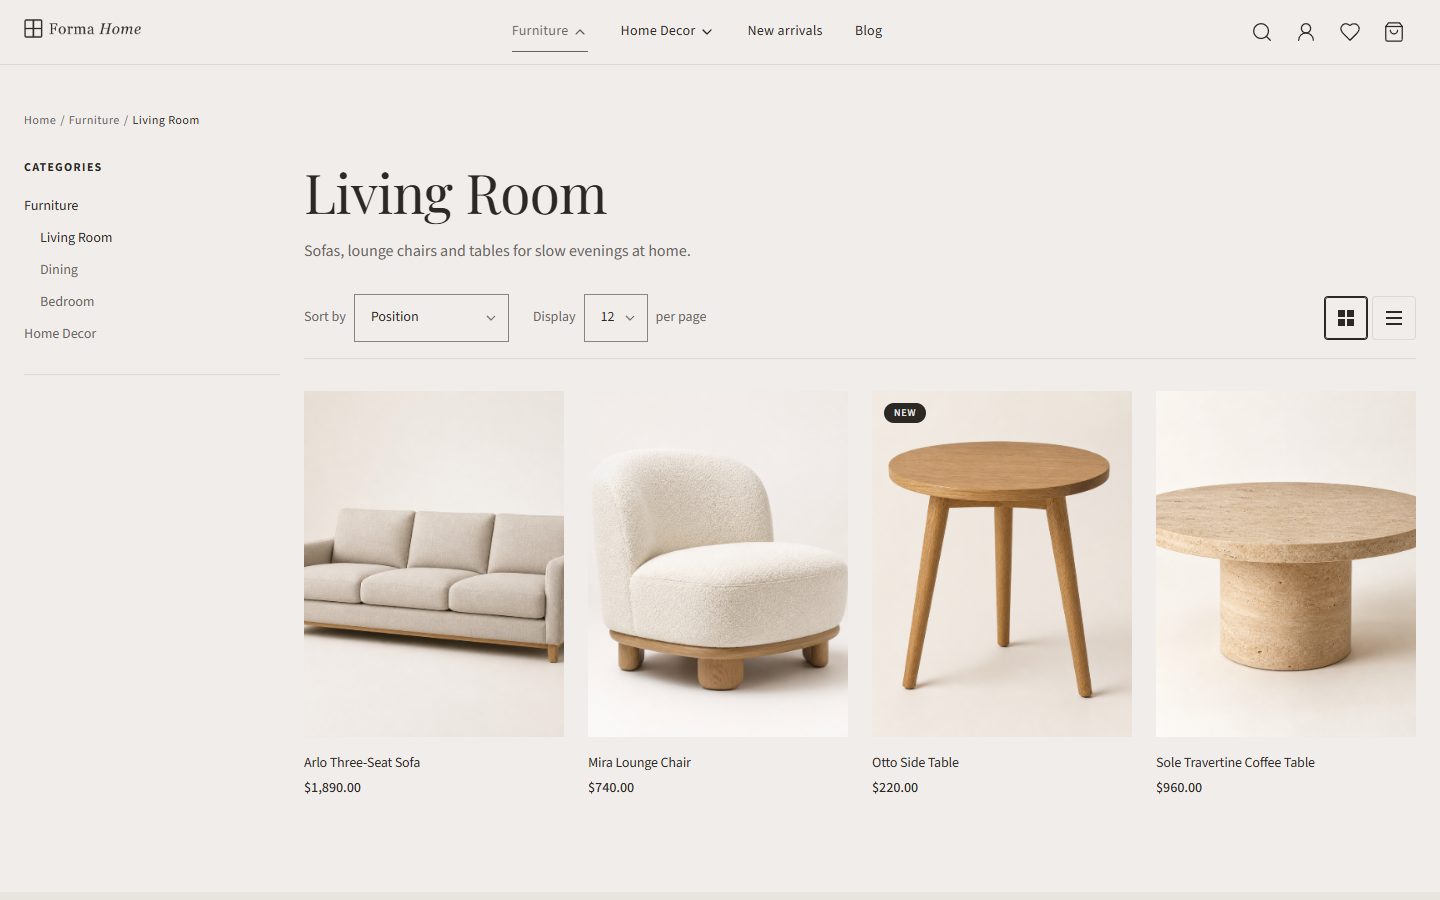 Forma Home
Furniture
Home Decor
New arrivals
Blog
Home / Furniture / Living Room
CATEGORIES
Furniture
Living Room
Dining
Bedroom
Home Decor
Living Room
Sofas, lounge chairs and tables for slow evenings at home.
Sort by Position Display 12 per page
NEW
Arlo Three-Seat Sofa
$1,890.00
Mira Lounge Chair
$740.00
Otto Side Table
$220.00
Sole Travertine Coffee Table
$960.00